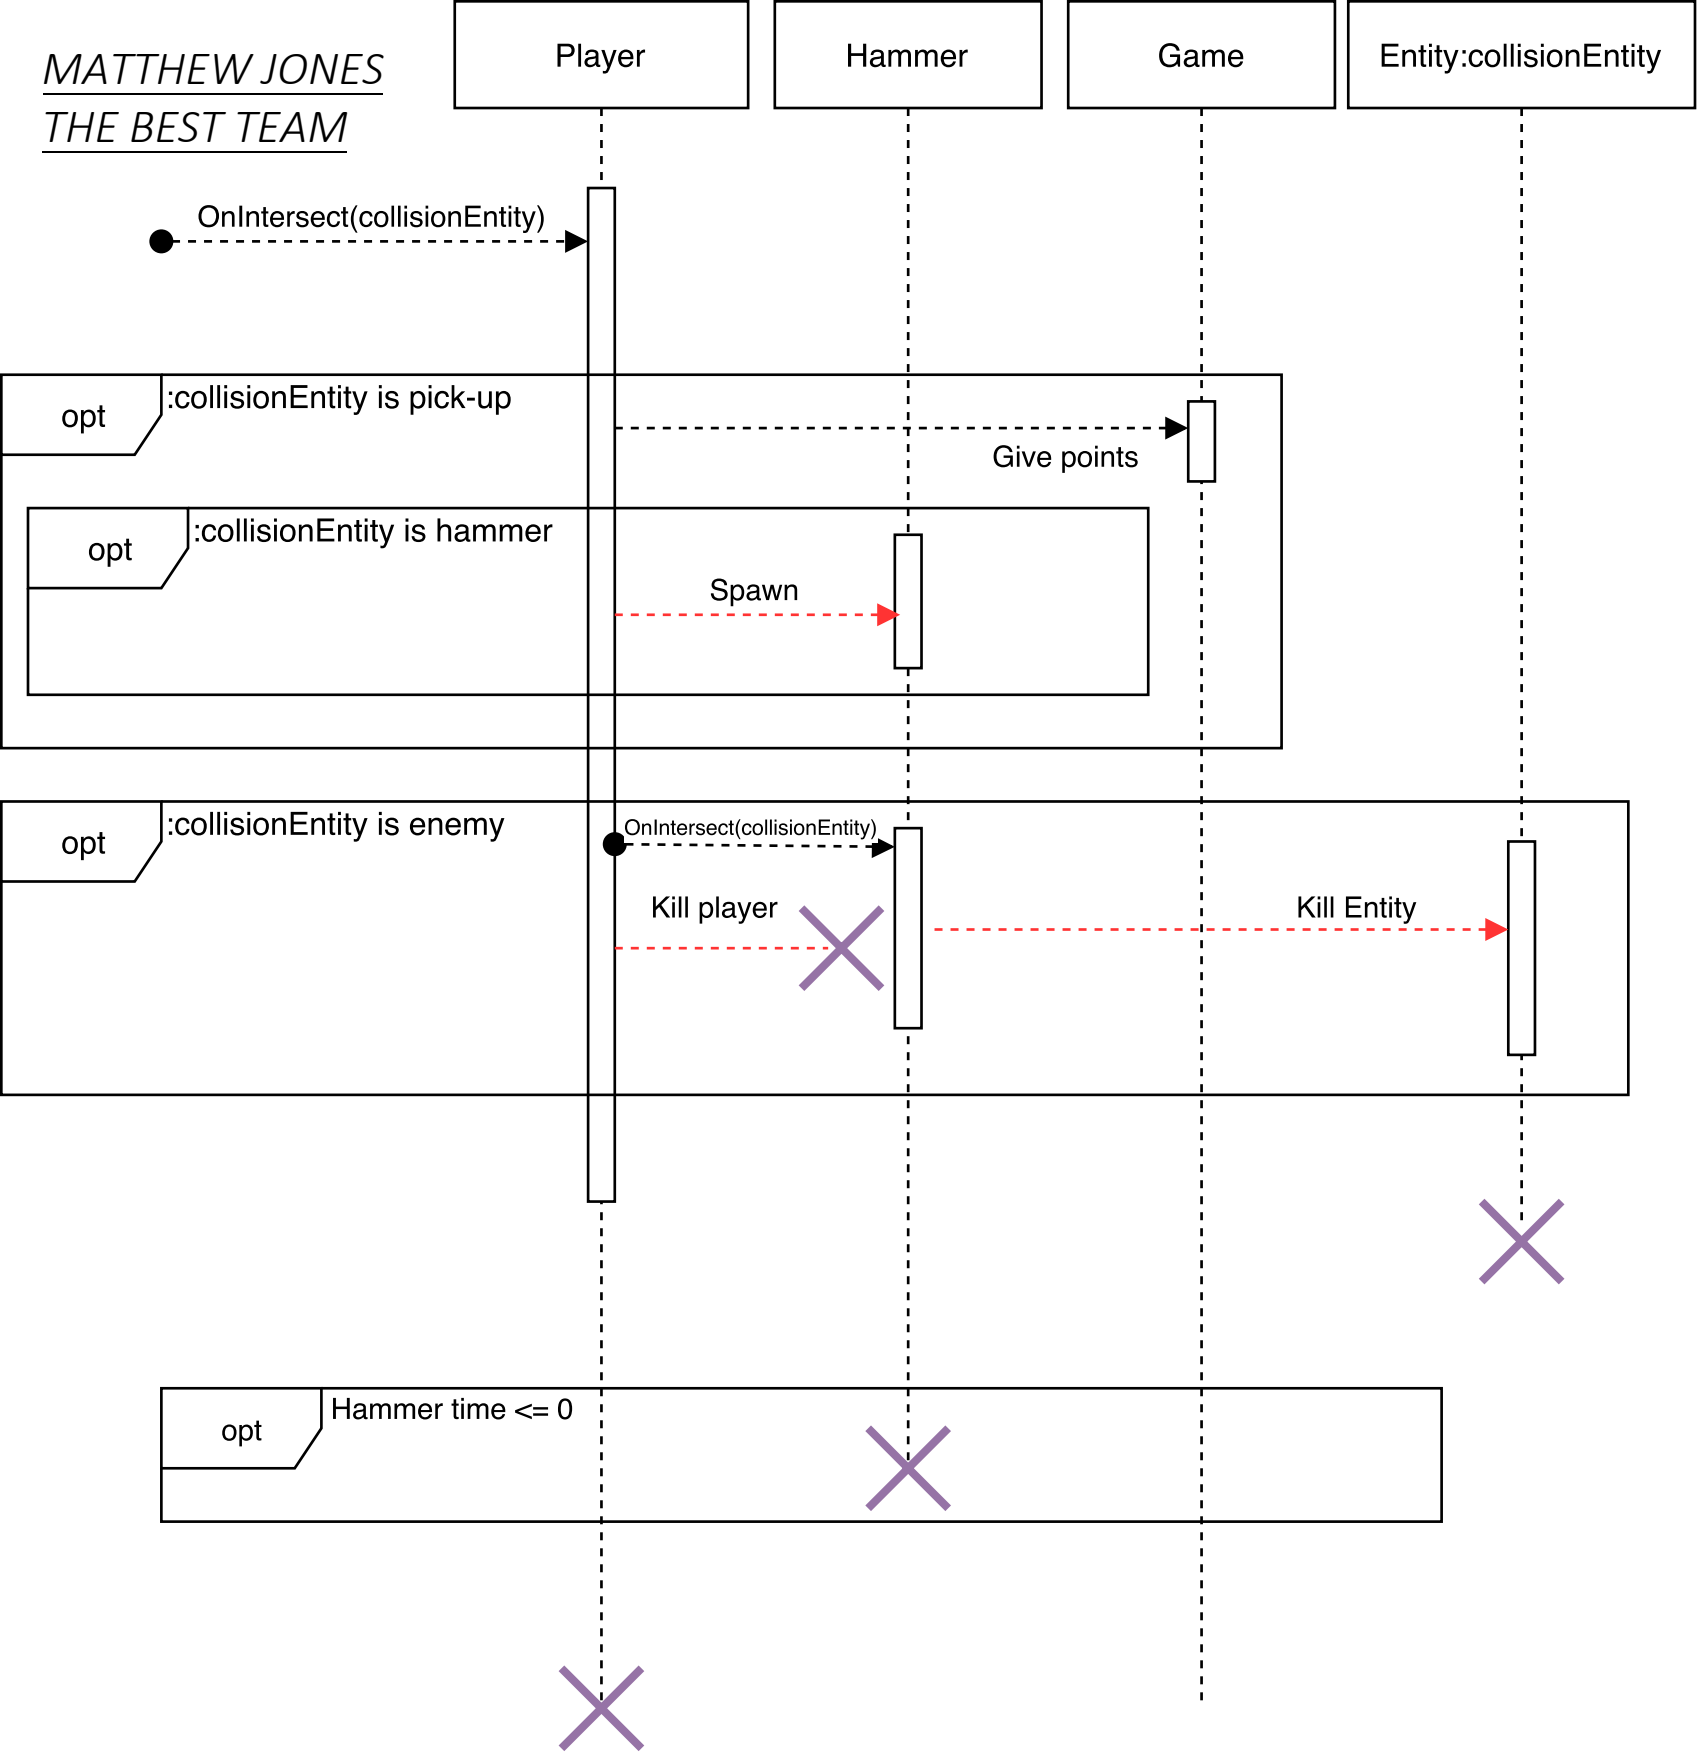 Player
Hammer
Game
Entity:collisionEntity
MATTHEW JONES
THE BEST TEAM
OnIntersect(collisionEntity)
opt
:collisionEntity is pick-up
Give points
opt
:collisionEntity is hammer
Spawn
opt
:collisionEntity is enemy
OnIntersect(collisionEntity)
Kill player
Kill Entity
opt
Hammer time <= 0